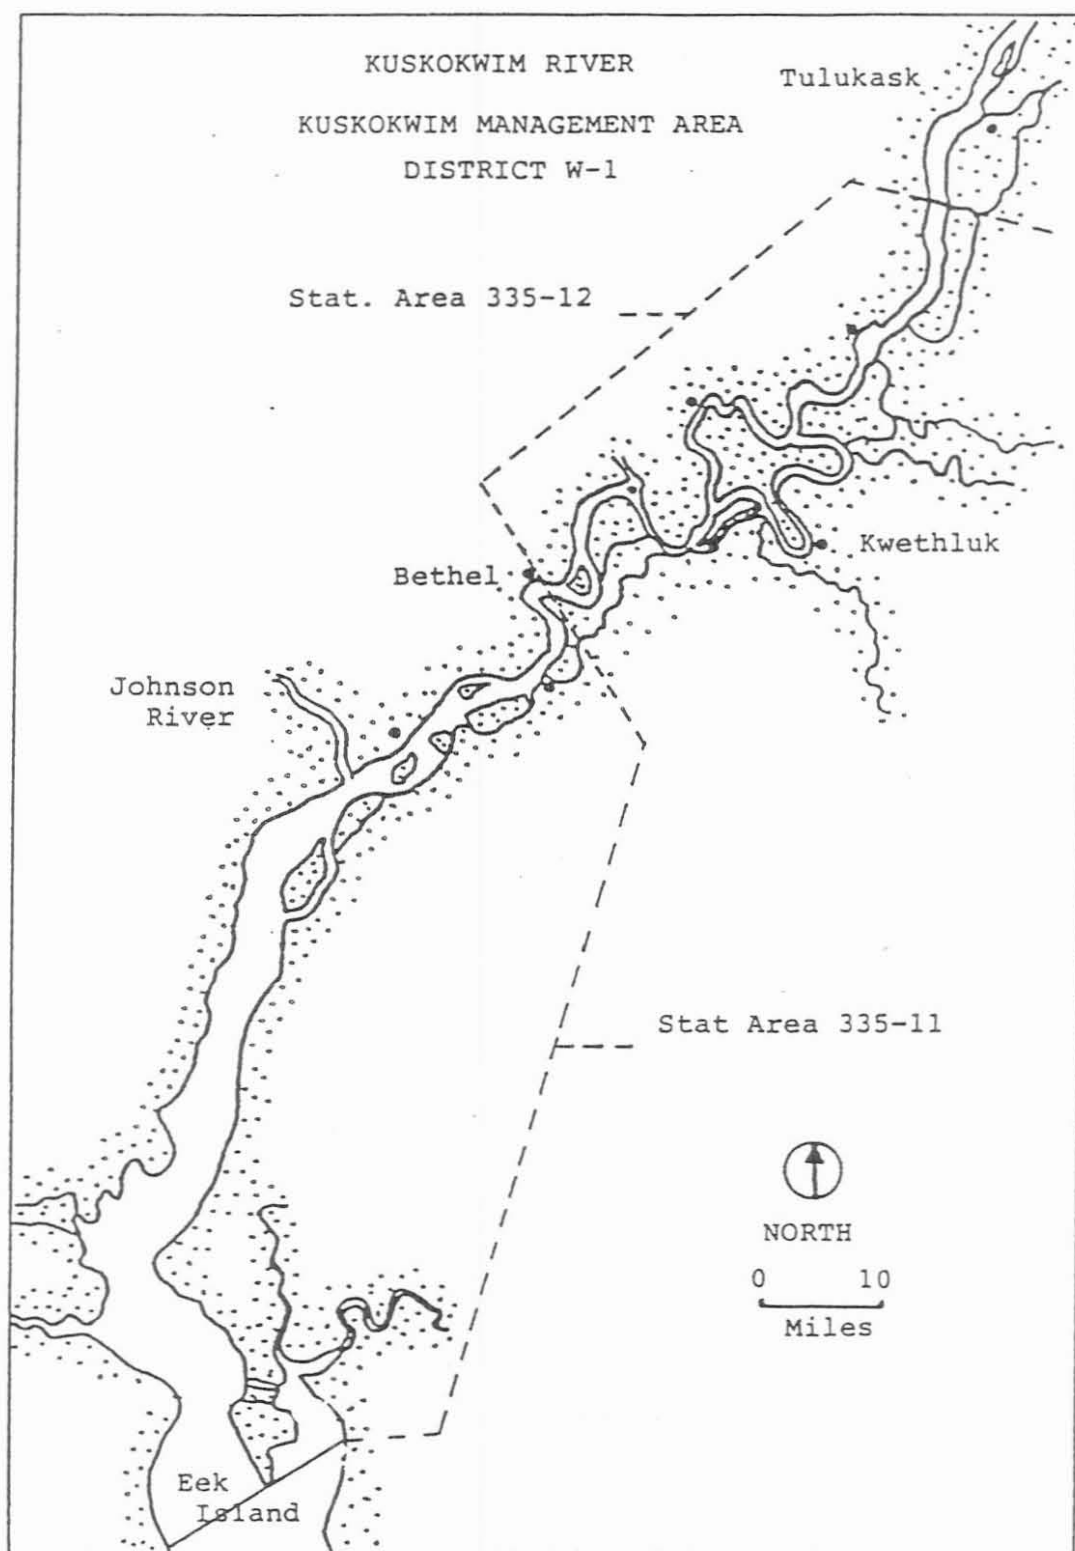 KUSKOKWIM RIVER
KUSKOKWIM MANAGEMENT AREA
DISTRICT W-1
Tulukask
Stat. Area 335-12
Kwethluk
Bethel
Johnson
River
Stat Area 335-11
NORTH
0 10
Miles
Eek
Island